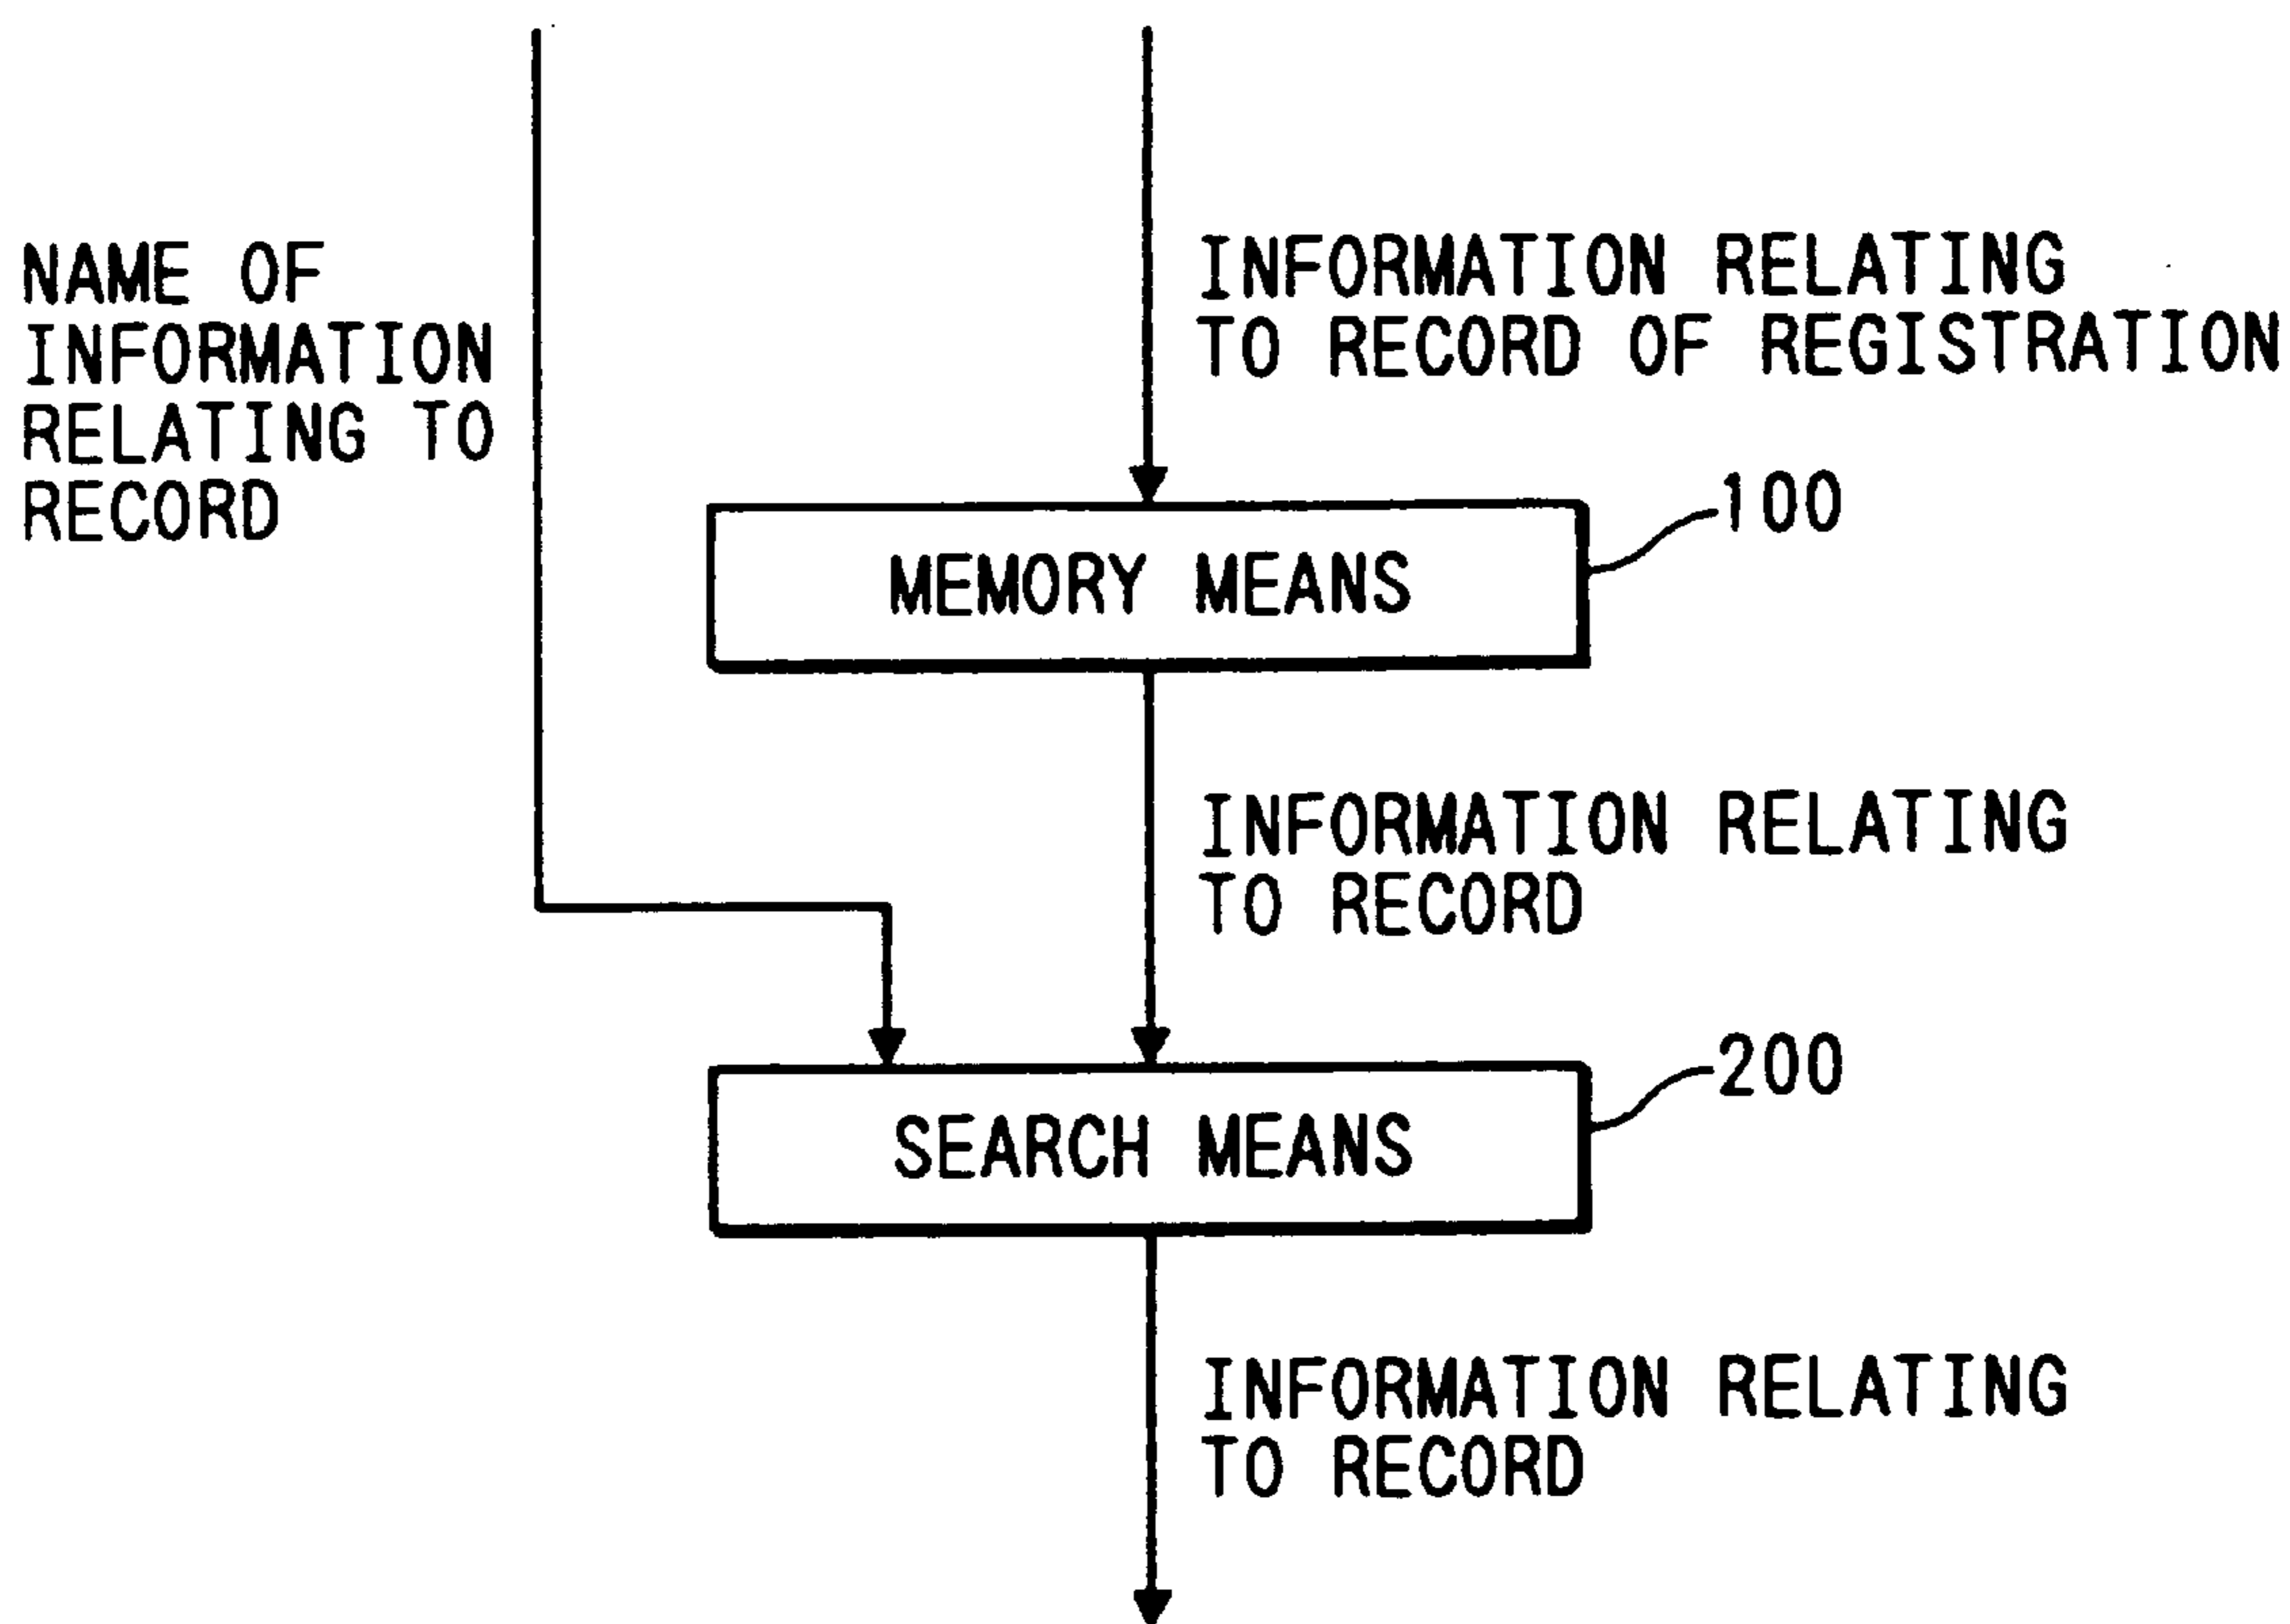 NAME OF
INFORMATION
RELATING TO
RECORD
INFORMATION RELATING
TO RECORD OF REGISTRATION
100
MEMORY MEANS
INFORMATION RELATING
TO RECORD
200
SEARCH MEANS
INFORMATION RELATING
TO RECORD